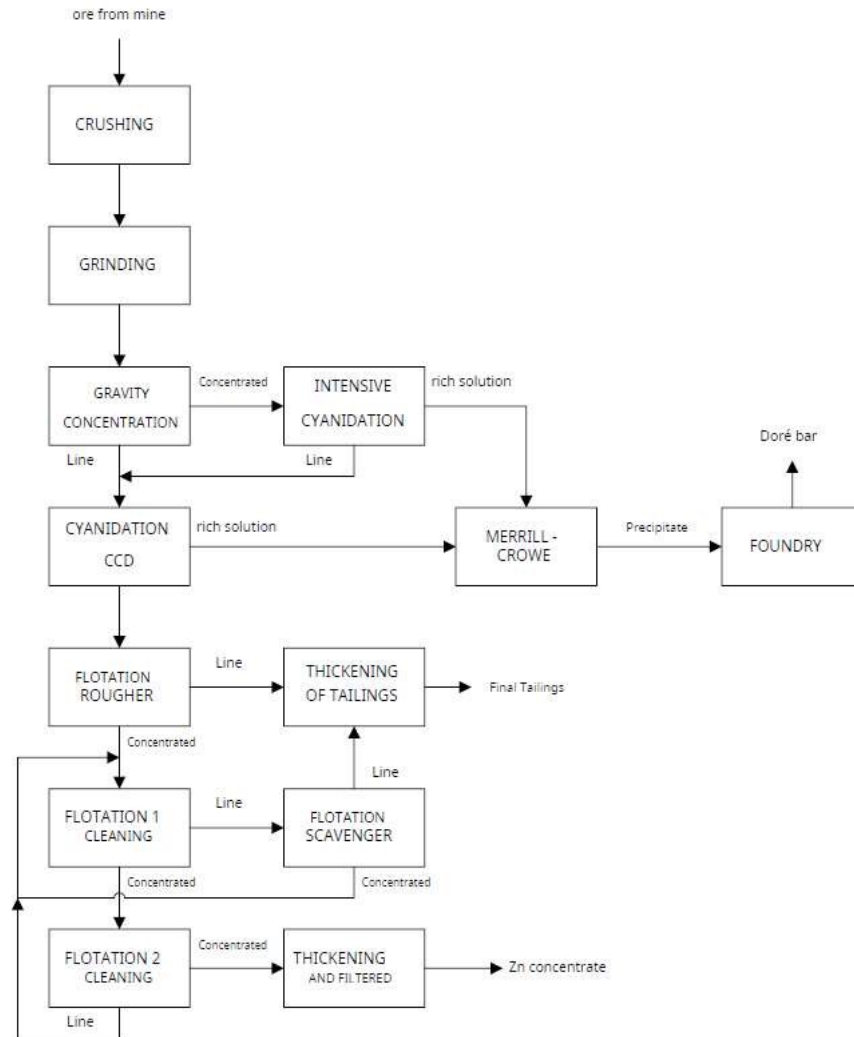 ore from mine
CRUSHING
GRINDING
GRAVITY
CONCENTRATION
Concentrated
INTENSIVE
CYANIDATION
rich solution
Line
Line
Doré bar
CYANIDATION
CCD
rich solution
MERRILL -
CROWE
Precipitate
FOUNDRY
FLOTATION
ROUGHER
Line
THICKENING
OF TAILINGS
Final Tailings
Concentrated
Line
FLOTATION 1
CLEANING
Line
FLOTATION
SCAVENGER
Concentrated
Concentrated
FLOTATION 2
CLEANING
Concentrated
THICKENING
AND FILTERED
Zn concentrate
Line